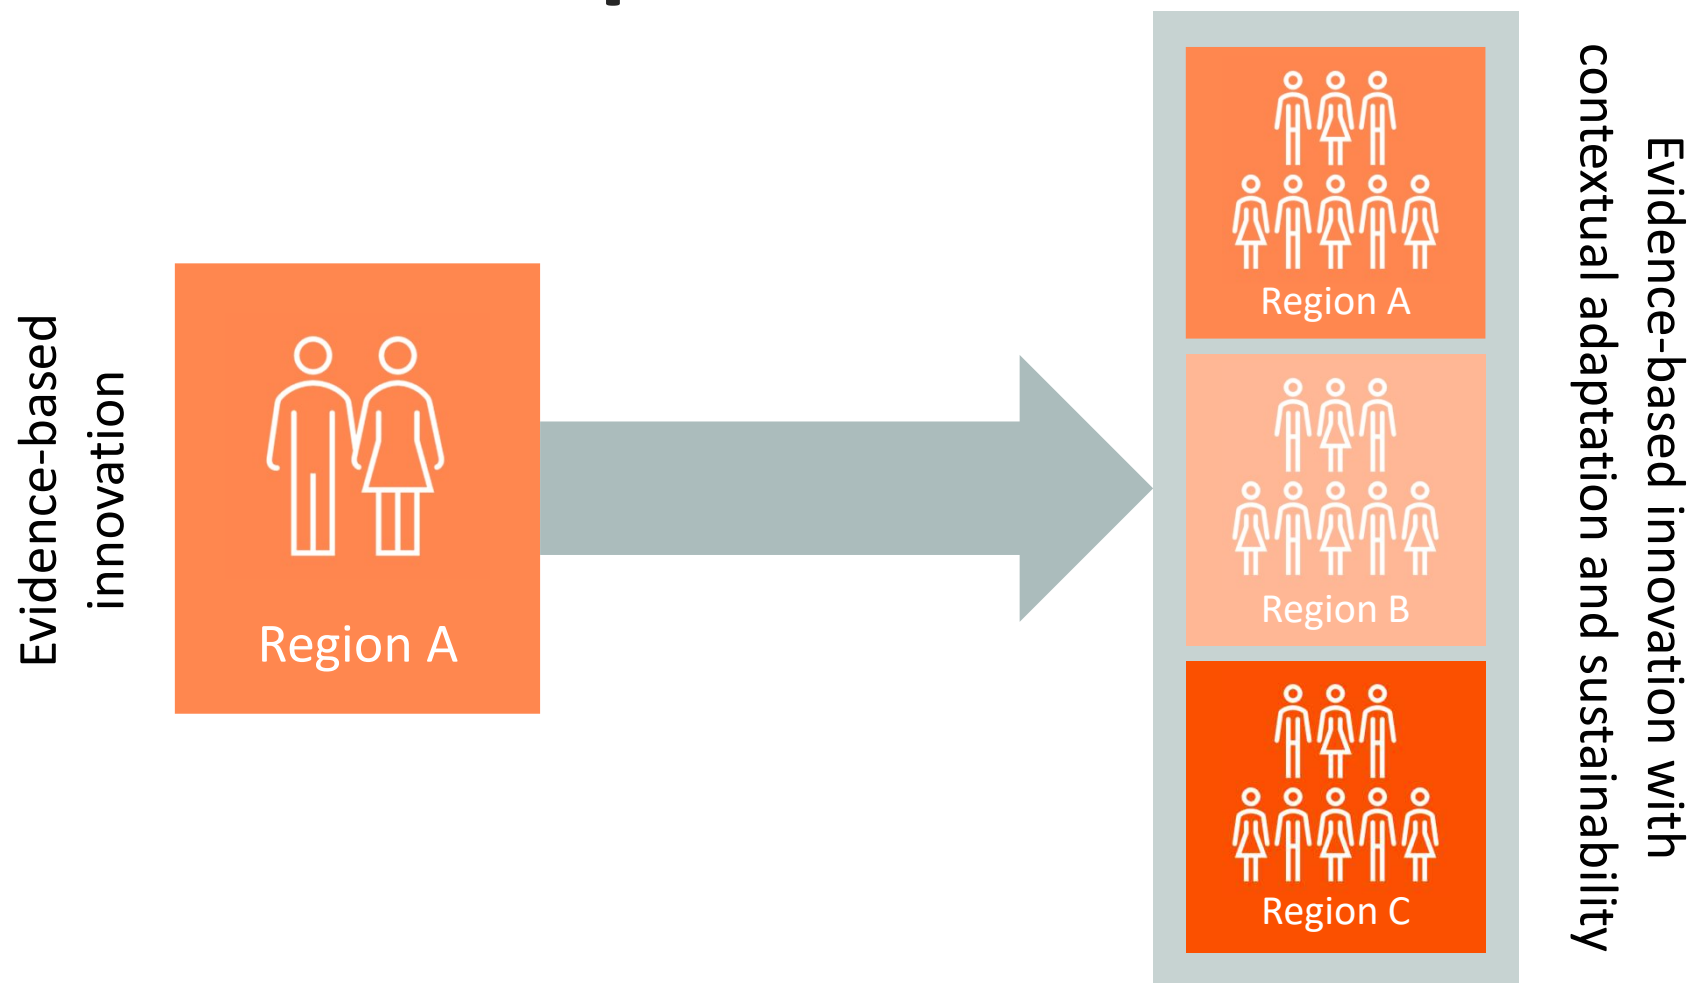 Evidence-based
innovation
Region A
Region A
Region B
Region C
Evidence-based innovation with
contextual adaptation and sustainability